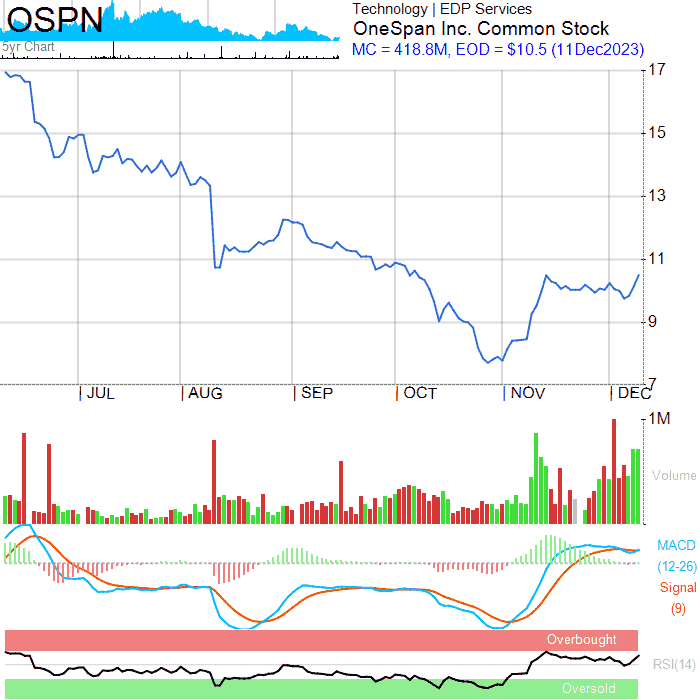 OSPN
5yr Chart
Technology | EDP Services
OneSpan Inc. Common Stock
MC = 418.8M, EOD = $10.5 (11Dec2023)
17
15
13
11
9
7
JUL
AUG
SEP
OCT
NOV
DEC
1M
Volume
MACD
(12-26)
Signal
(9)
Overbought
RSI(14)
Oversold